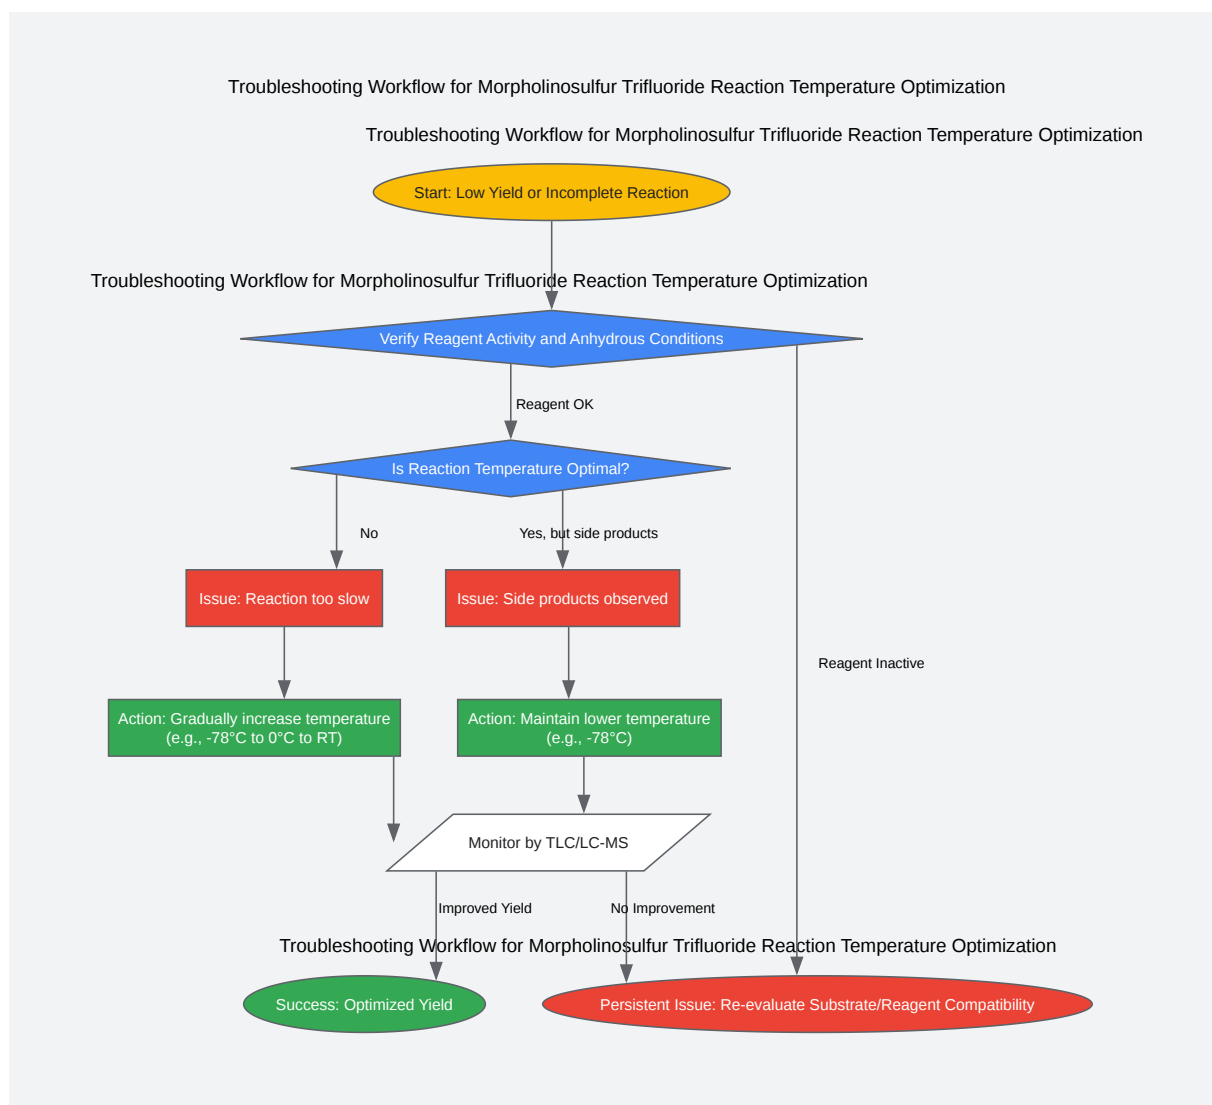 Troubleshooting Workflow for Morpholinosulfur Trifluoride Reaction Temperature Optimization
Troubleshooting Workflow for Morpholinosulfur Trifluoride Reaction Temperature Optimization
Start: Low Yield or Incomplete Reaction
Troubleshooting Workflow for Morpholinosulfur Trifluoride Reaction Temperature Optimization
Verify Reagent Activity and Anhydrous Conditions
Reagent OK
Is Reaction Temperature Optimal?
No
Yes, but side products
Issue: Reaction too slow
Issue: Side products observed
Reagent Inactive
Action: Gradually increase temperature
(e.g., -78°C to 0°C to RT)
Action: Maintain lower temperature
(e.g., -78°C)
Monitor by TLC/LC-MS
Improved Yield
No Improvement
Troubleshooting Workflow for Morpholinosulfur Trifluoride Reaction Temperature Optimization
Success: Optimized Yield
Persistent Issue: Re-evaluate Substrate/Reagent Compatibility